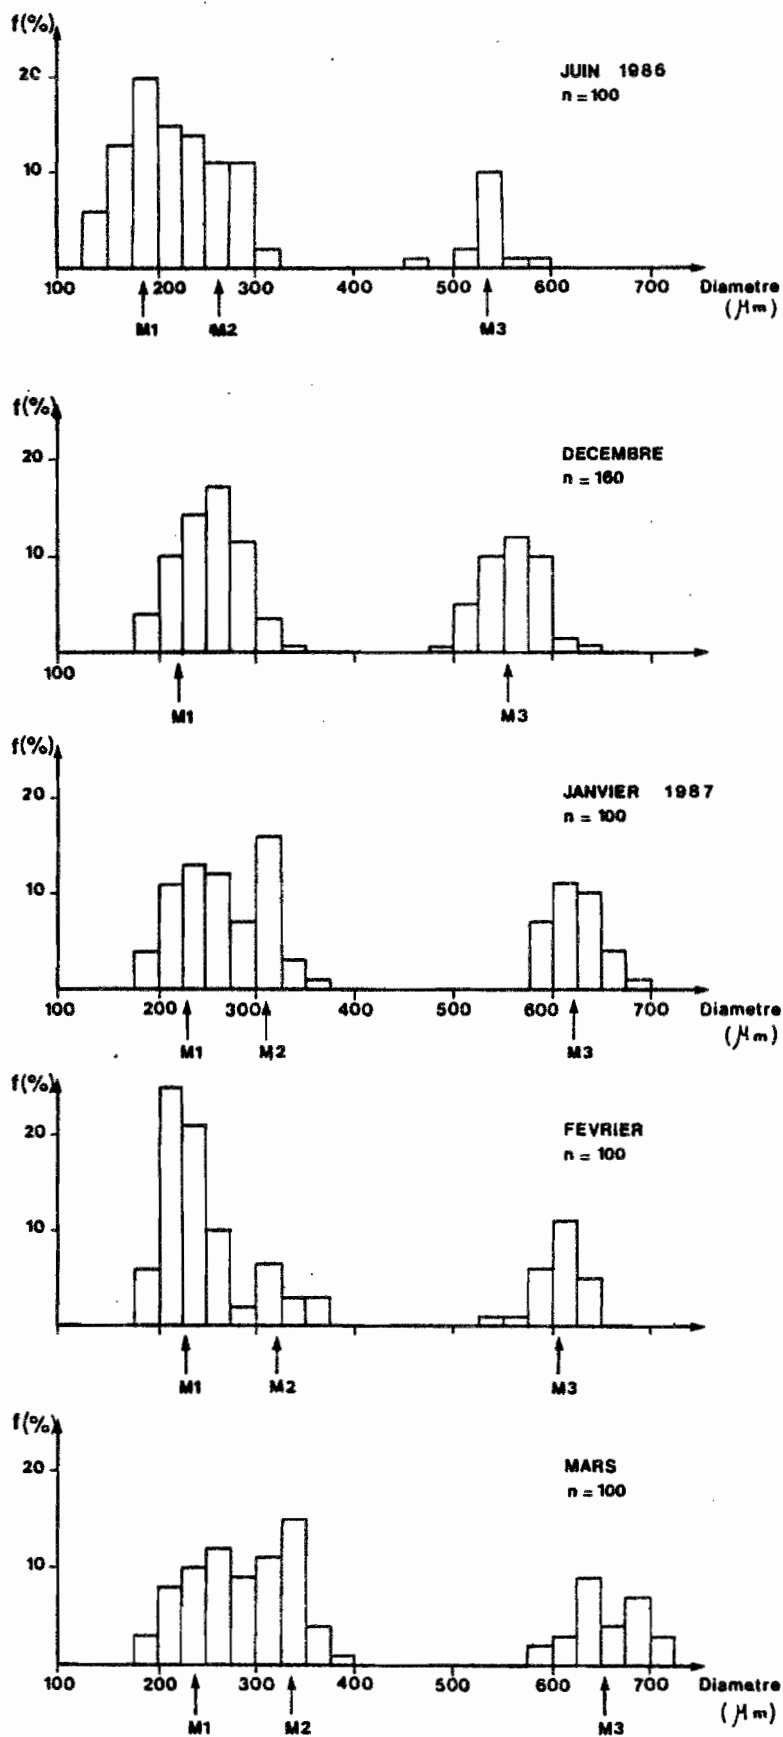 f(%)
20
JUIN 1986
n = 100
10
100 200 300 400 500 600 700 Diametre
(μm)
M1 M2 M3
f(%)
20
DECEMBRE
n = 160
10
100
M1 M3
f(%)
20
JANVIER 1987
n = 100
10
100 200 300 400 500 600 700 Diametre
(μm)
M1 M2 M3
f(%)
20
FEVRIER
n = 100
10
M1 M2 M3
f(%)
20
MARS
n = 100
10
100 200 300 400 500 600 700 Diametre
(μm)
M1 M2 M3